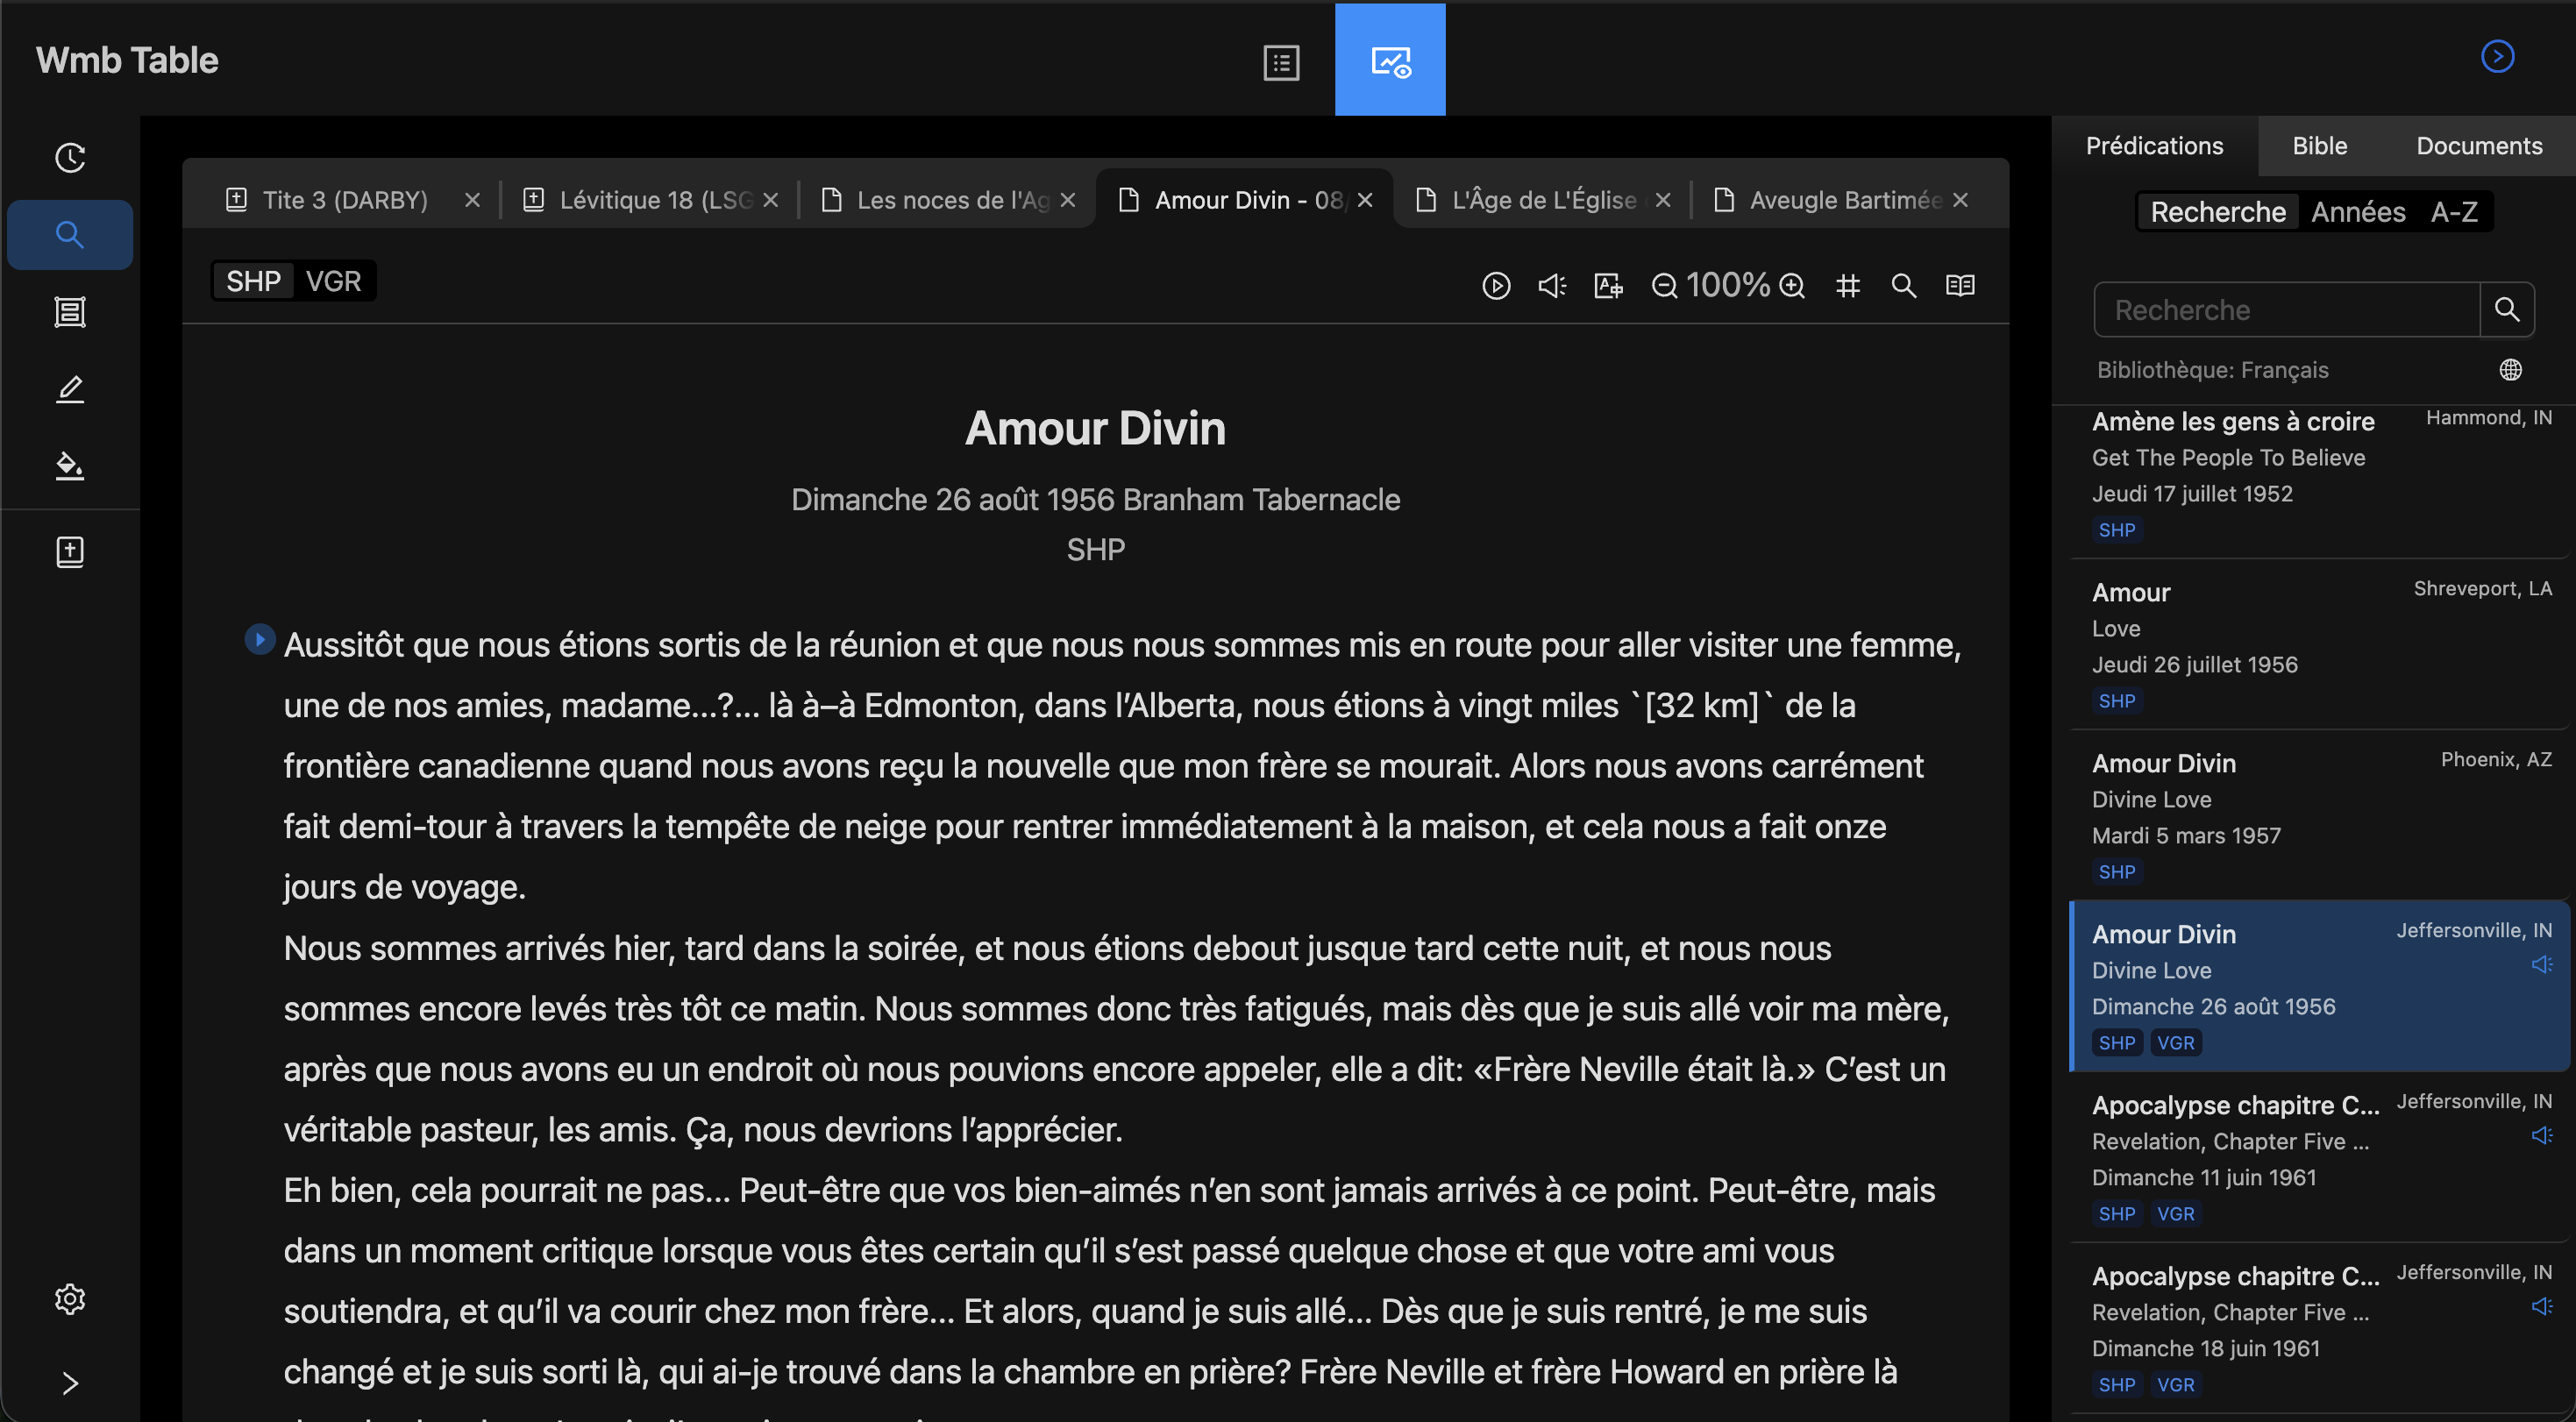 Wmb Table
Tite 3 (DARBY)
Lévitique 18 (LSG
Les noces de l'Ag
Amour Divin - 08/
L'Âge de L'Église
Aveugle Bartimée
SHP VGR
100%
Amour Divin
Dimanche 26 août 1956 Branham Tabernacle
SHP
Aussitôt que nous étions sortis de la réunion et que nous nous sommes mis en route pour aller visiter une femme,
une de nos amies, madame...?... là à–à Edmonton, dans l’Alberta, nous étions à vingt miles `[32 km]` de la
frontière canadienne quand nous avons reçu la nouvelle que mon frère se mourait. Alors nous avons carrément
fait demi-tour à travers la tempête de neige pour rentrer immédiatement à la maison, et cela nous a fait onze
jours de voyage.
Nous sommes arrivés hier, tard dans la soirée, et nous étions debout jusque tard cette nuit, et nous nous
sommes encore levés très tôt ce matin. Nous sommes donc très fatigués, mais dès que je suis allé voir ma mère,
après que nous avons eu un endroit où nous pouvions encore appeler, elle a dit: «Frère Neville était là.» C’est un
véritable pasteur, les amis. Ça, nous devrions l’apprécier.
Eh bien, cela pourrait ne pas... Peut-être que vos bien-aimés n’en sont jamais arrivés à ce point. Peut-être, mais
dans un moment critique lorsque vous êtes certain qu’il s’est passé quelque chose et que votre ami vous
soutiendra, et qu’il va courir chez mon frère... Et alors, quand je suis allé... Dès que je suis rentré, je me suis
changé et je suis sorti là, qui ai-je trouvé dans la chambre en prière? Frère Neville et frère Howard en prière là
Prédications
Bible
Documents
Recherche Années A-Z
Recherche
Bibliothèque: Français
Amène les gens à croire
Hammond, IN
Get The People To Believe
Jeudi 17 juillet 1952
SHP
Amour
Shreveport, LA
Love
Jeudi 26 juillet 1956
SHP
Amour Divin
Phoenix, AZ
Divine Love
Mardi 5 mars 1957
SHP
Amour Divin
Jeffersonville, IN
Divine Love
Dimanche 26 août 1956
SHP VGR
Apocalypse chapitre C...
Jeffersonville, IN
Revelation, Chapter Five ...
Dimanche 11 juin 1961
SHP VGR
Apocalypse chapitre C...
Jeffersonville, IN
Revelation, Chapter Five ...
Dimanche 18 juin 1961
SHP VGR